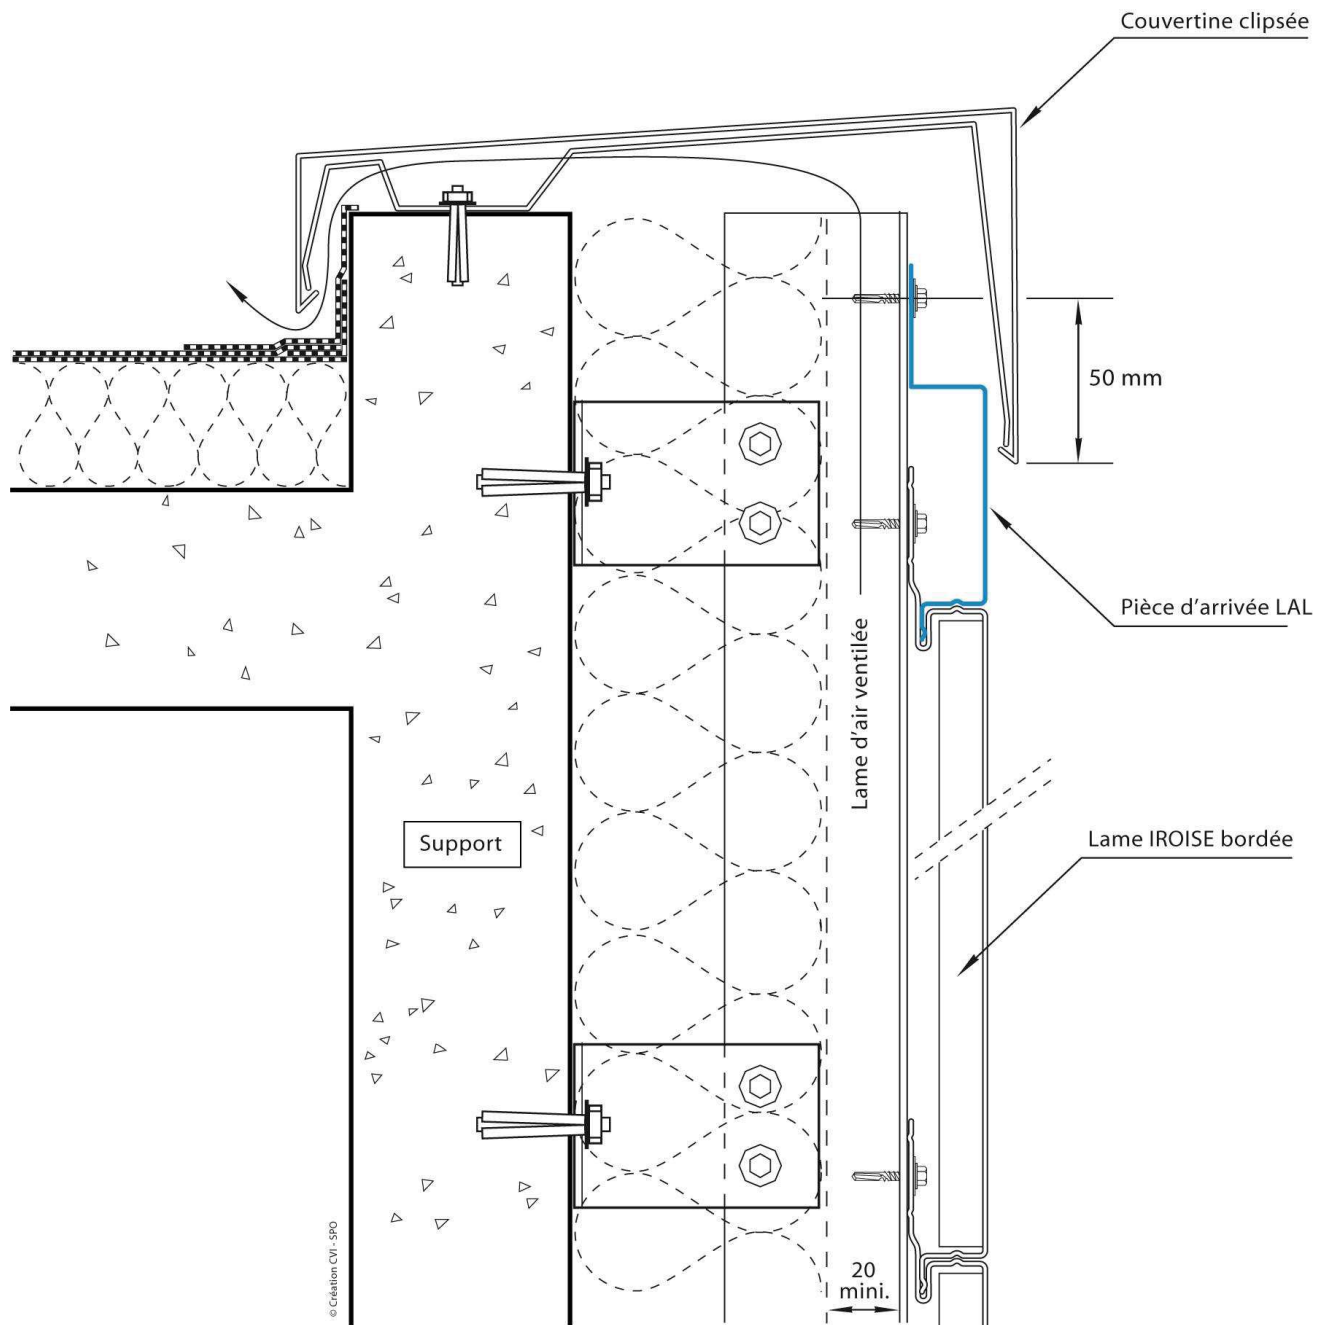 Couvertine clipsée
50 mm
Pièce d'arrivée LAL
Lame d'air ventilée
Support
Lame IROISE bordée
20
mini.
© Création CVI - SPO